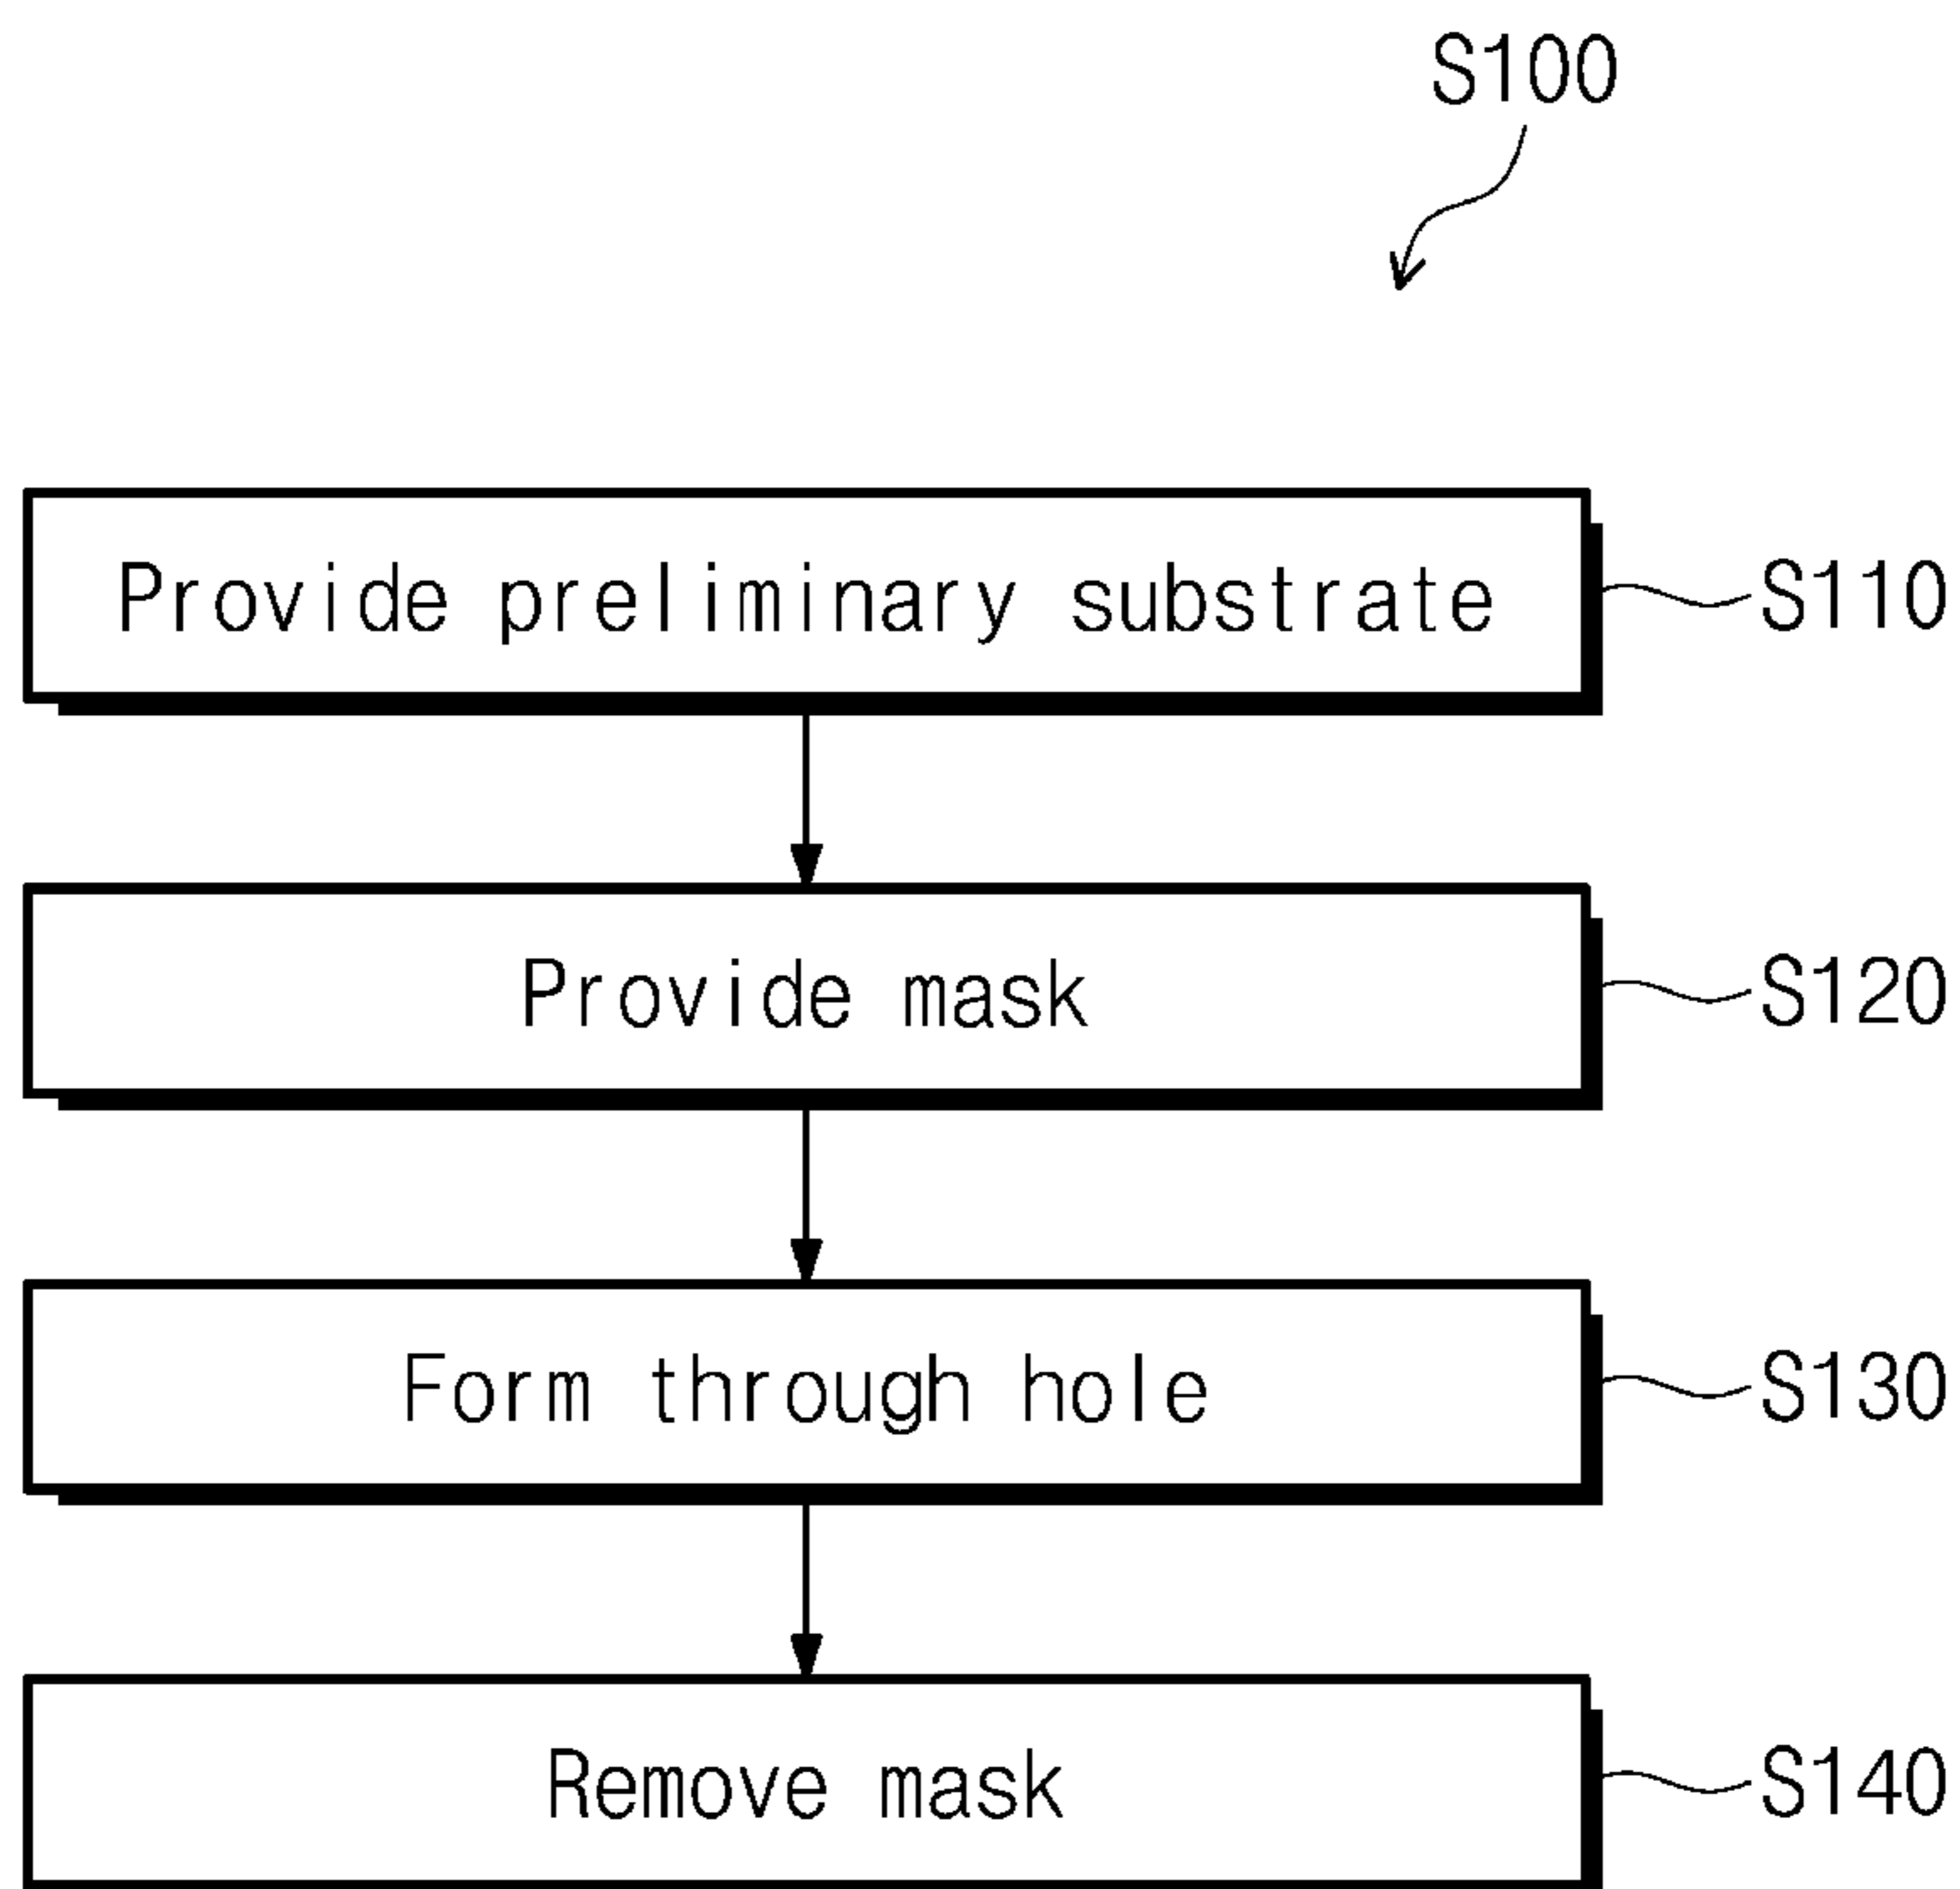 S100
Provide preliminary substrate S110
Provide mask S120
Form through hole S130
Remove mask S140